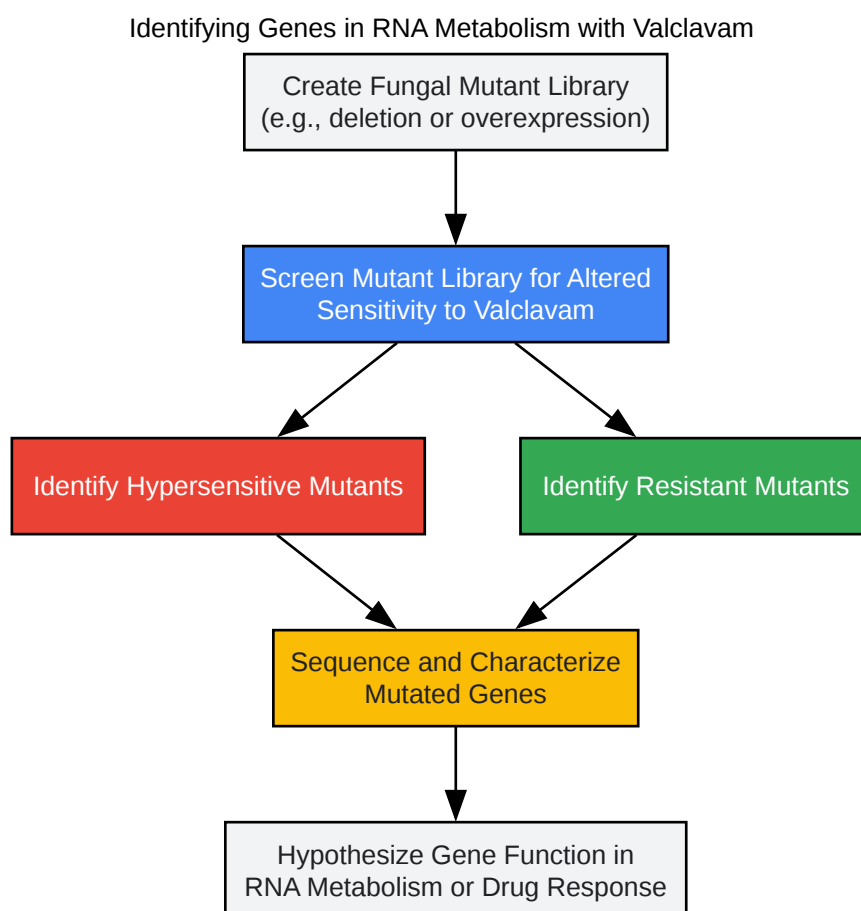 Identifying Genes in RNA Metabolism with Valclavam
Create Fungal Mutant Library
(e.g., deletion or overexpression)
Screen Mutant Library for Altered
Sensitivity to Valclavam
Identify Hypersensitive Mutants
Identify Resistant Mutants
Sequence and Characterize
Mutated Genes
Hypothesize Gene Function in
RNA Metabolism or Drug Response